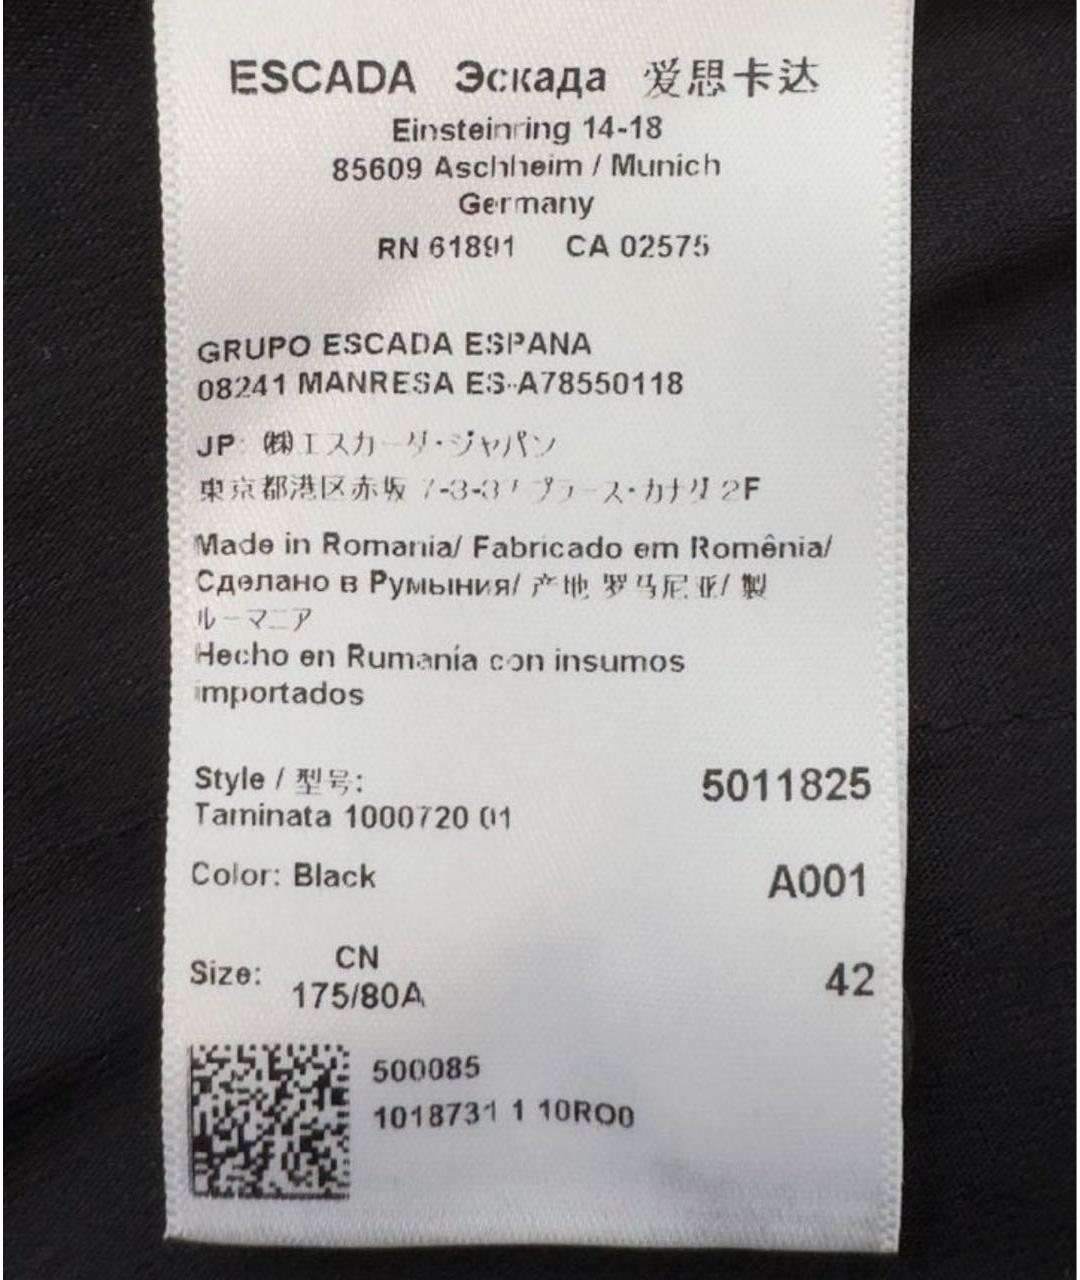 ESCADA Эскада 爱思卡达
Einsteinring 14-18
85609 Aschheim / Munich
Germany
RN 61891 CA 02575
GRUPO ESCADA ESPANA
08241 MANRESA ES-A78550118
JP: ㈱エスカーダ・ジャパン
東京都港区赤坂 7-3-37 プラース・カナダ 2F
Made in Romania/ Fabricado em Romênia/
Сделано в Румыния/ 产地 罗马尼亚/ 製
ルーマニア
Hecho en Rumanía con insumos
importados
Style / 型号: 5011825
Taminata 1000720 01
Color: Black A001
CN
Size: 175/80A 42
500085
1018731 1 10RO0